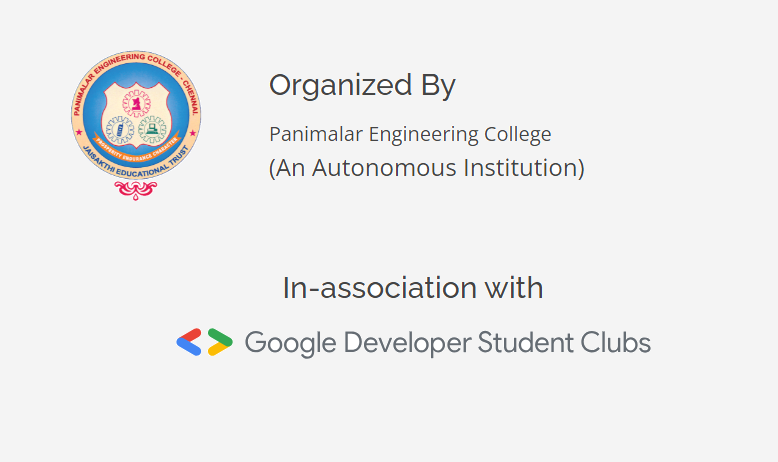 PANIMALAR ENGINEERING COLLEGE - CHENNAI
JAISAKTHI EDUCATIONAL TRUST
Organized By
Panimalar Engineering College
(An Autonomous Institution)
In-association with
Google Developer Student Clubs